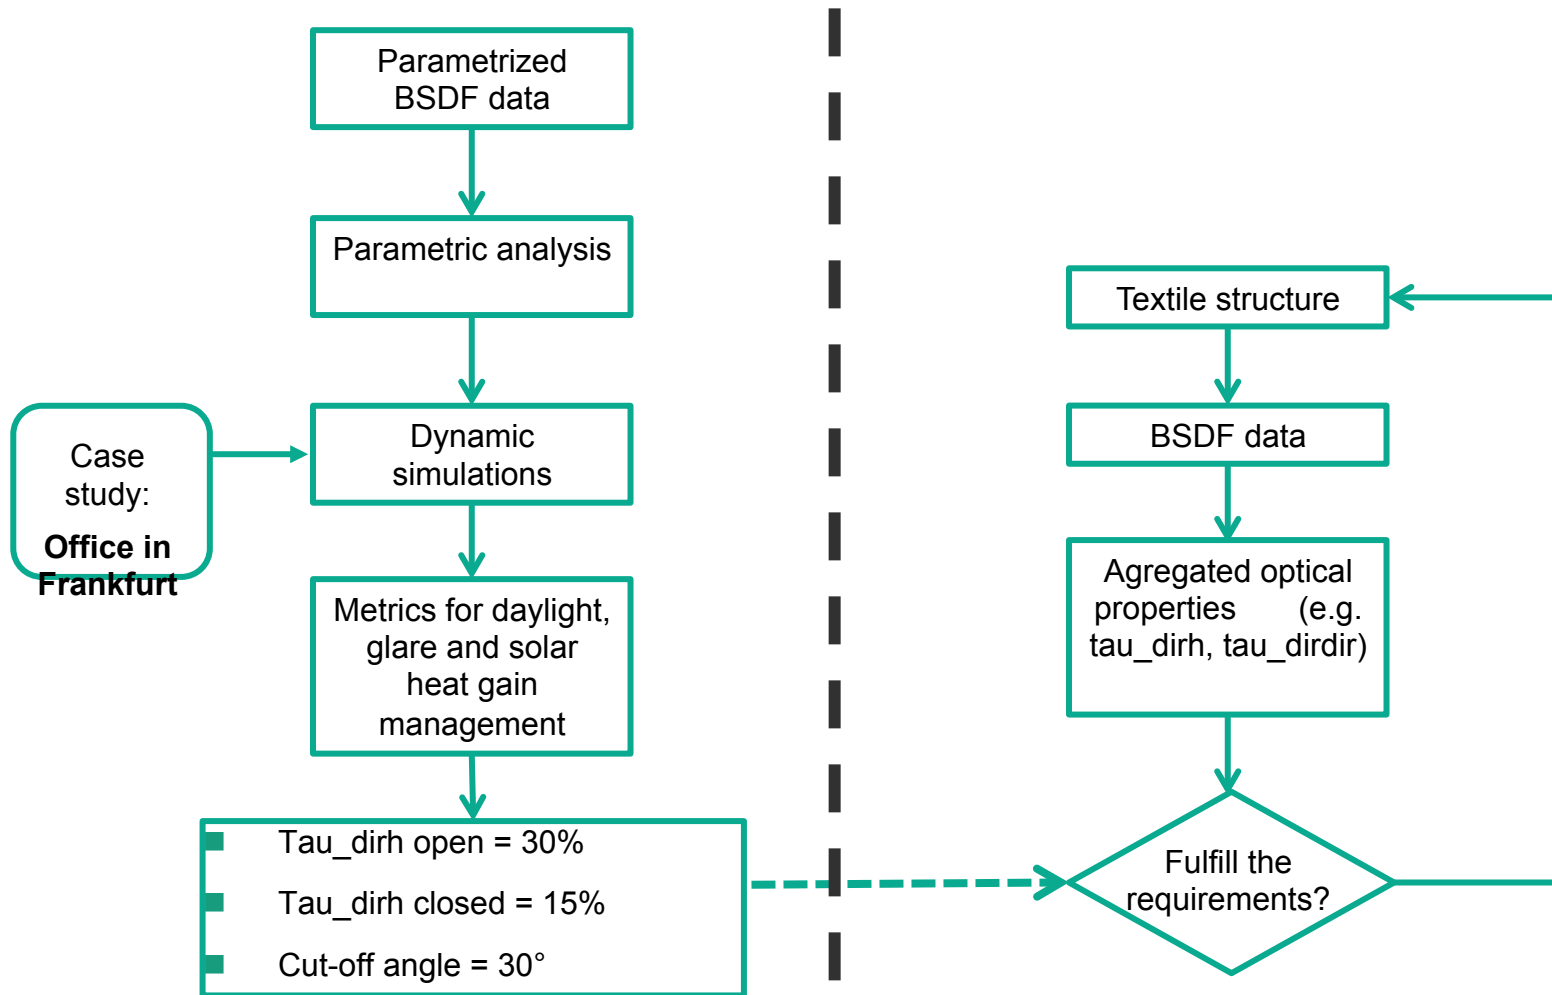 Parametrized
BSDF data
Parametric analysis
Case
study:
Office in
Frankfurt
Dynamic
simulations
Metrics for daylight,
glare and solar
heat gain
management
Tau_dirh open = 30%
Tau_dirh closed = 15%
Cut-off angle = 30°
Textile structure
BSDF data
Agregated optical
properties (e.g.
tau_dirh, tau_dirdir)
Fulfill the
requirements?